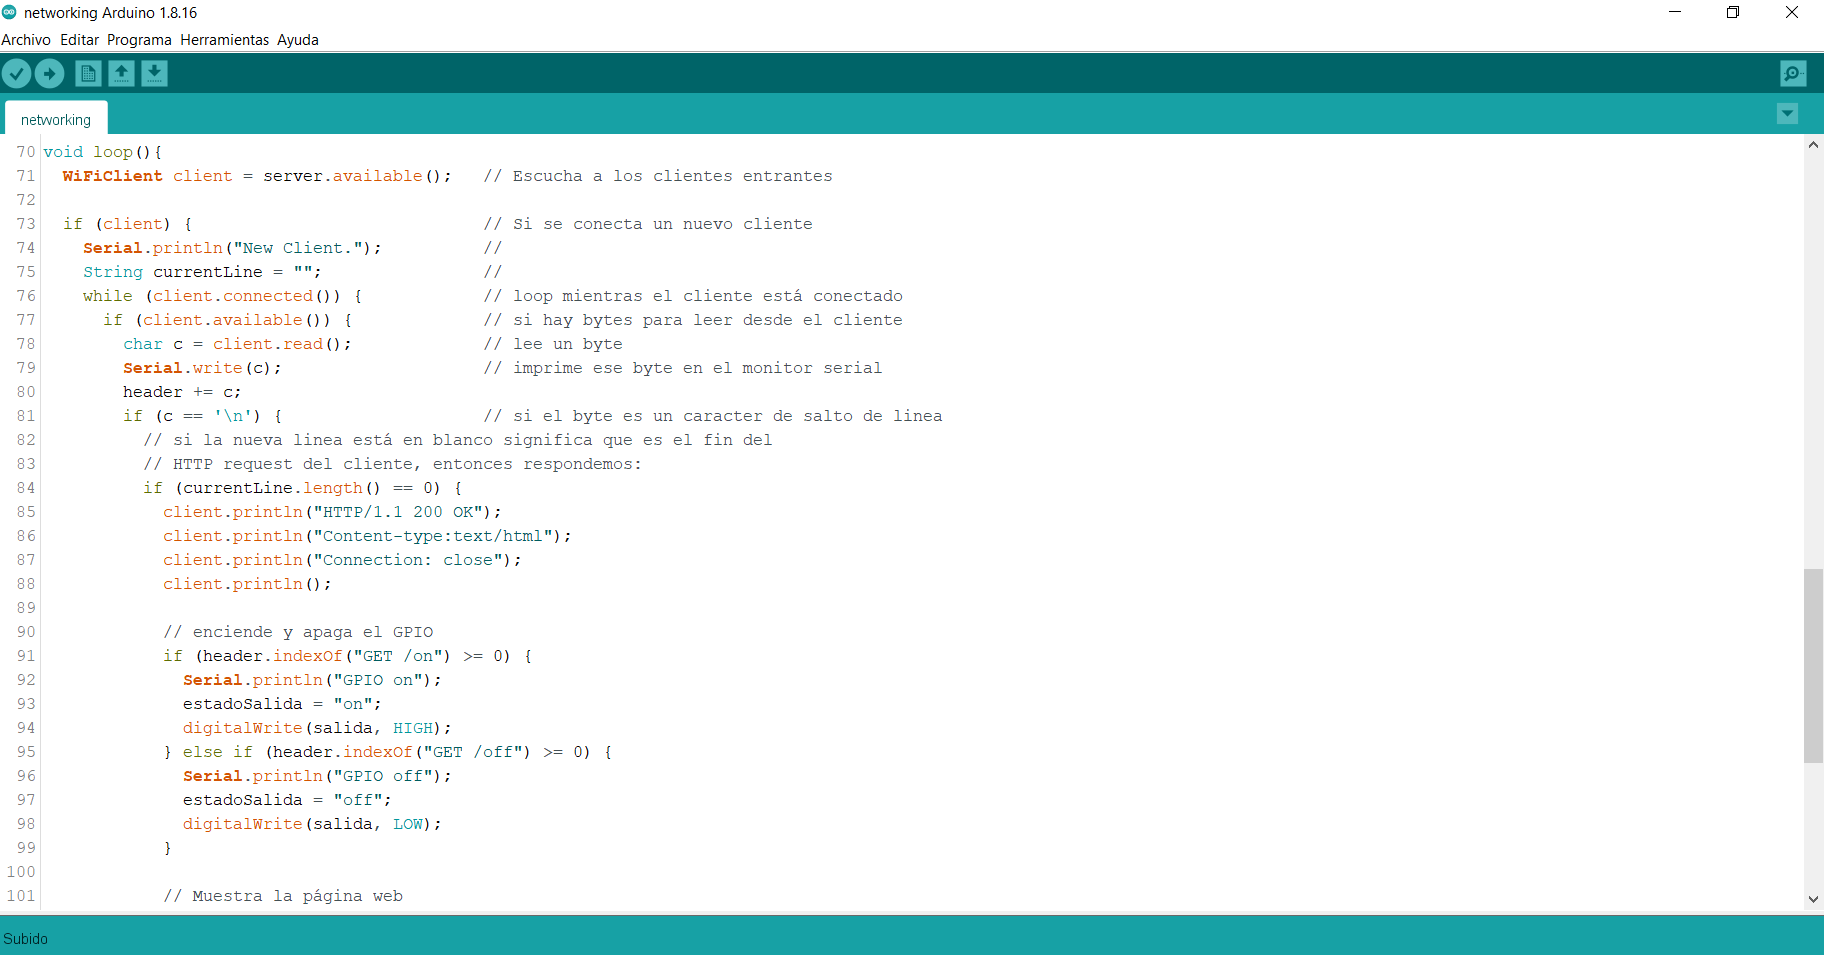 networking Arduino 1.8.16
Archivo Editar Programa Herramientas Ayuda
networking
70 void loop(){
71   WiFiClient client = server.available();   // Escucha a los clientes entrantes
72
73   if (client) {                             // Si se conecta un nuevo cliente
74     Serial.println("New Client.");          //
75     String currentLine = "";                //
76     while (client.connected()) {            // loop mientras el cliente está conectado
77       if (client.available()) {             // si hay bytes para leer desde el cliente
78         char c = client.read();             // lee un byte
79         Serial.write(c);                    // imprime ese byte en el monitor serial
80         header += c;
81         if (c == '\n') {                    // si el byte es un caracter de salto de linea
82           // si la nueva linea está en blanco significa que es el fin del
83           // HTTP request del cliente, entonces respondemos:
84           if (currentLine.length() == 0) {
85             client.println("HTTP/1.1 200 OK");
86             client.println("Content-type:text/html");
87             client.println("Connection: close");
88             client.println();
89
90             // enciende y apaga el GPIO
91             if (header.indexOf("GET /on") >= 0) {
92               Serial.println("GPIO on");
93               estadoSalida = "on";
94               digitalWrite(salida, HIGH);
95             } else if (header.indexOf("GET /off") >= 0) {
96               Serial.println("GPIO off");
97               estadoSalida = "off";
98               digitalWrite(salida, LOW);
99             }
100
101             // Muestra la página web
Subido